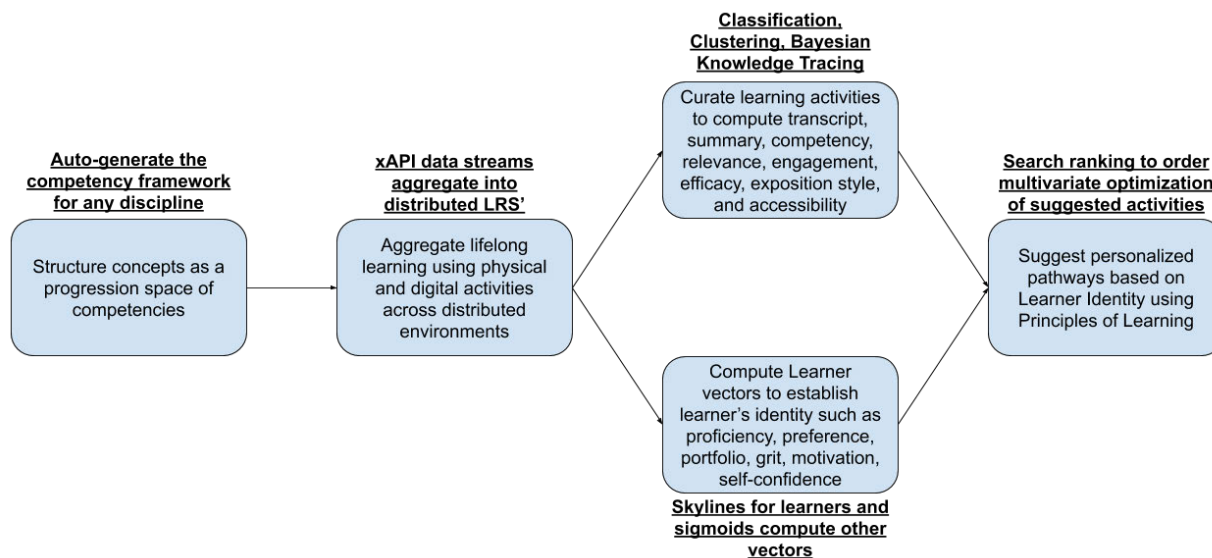 Auto-generate the
competency framework
for any discipline
Structure concepts as a
progression space of
competencies
xAPI data streams
aggregate into
distributed LRS’
Aggregate lifelong
learning using physical
and digital activities
across distributed
environments
Classification,
Clustering, Bayesian
Knowledge Tracing
Curate learning activities
to compute transcript,
summary, competency,
relevance, engagement,
efficacy, exposition style,
and accessibility
Compute Learner
vectors to establish
learner’s identity such as
proficiency, preference,
portfolio, grit, motivation,
self-confidence
Skylines for learners and
sigmoids compute other
vectors
Search ranking to order
multivariate optimization
of suggested activities
Suggest personalized
pathways based on
Learner Identity using
Principles of Learning